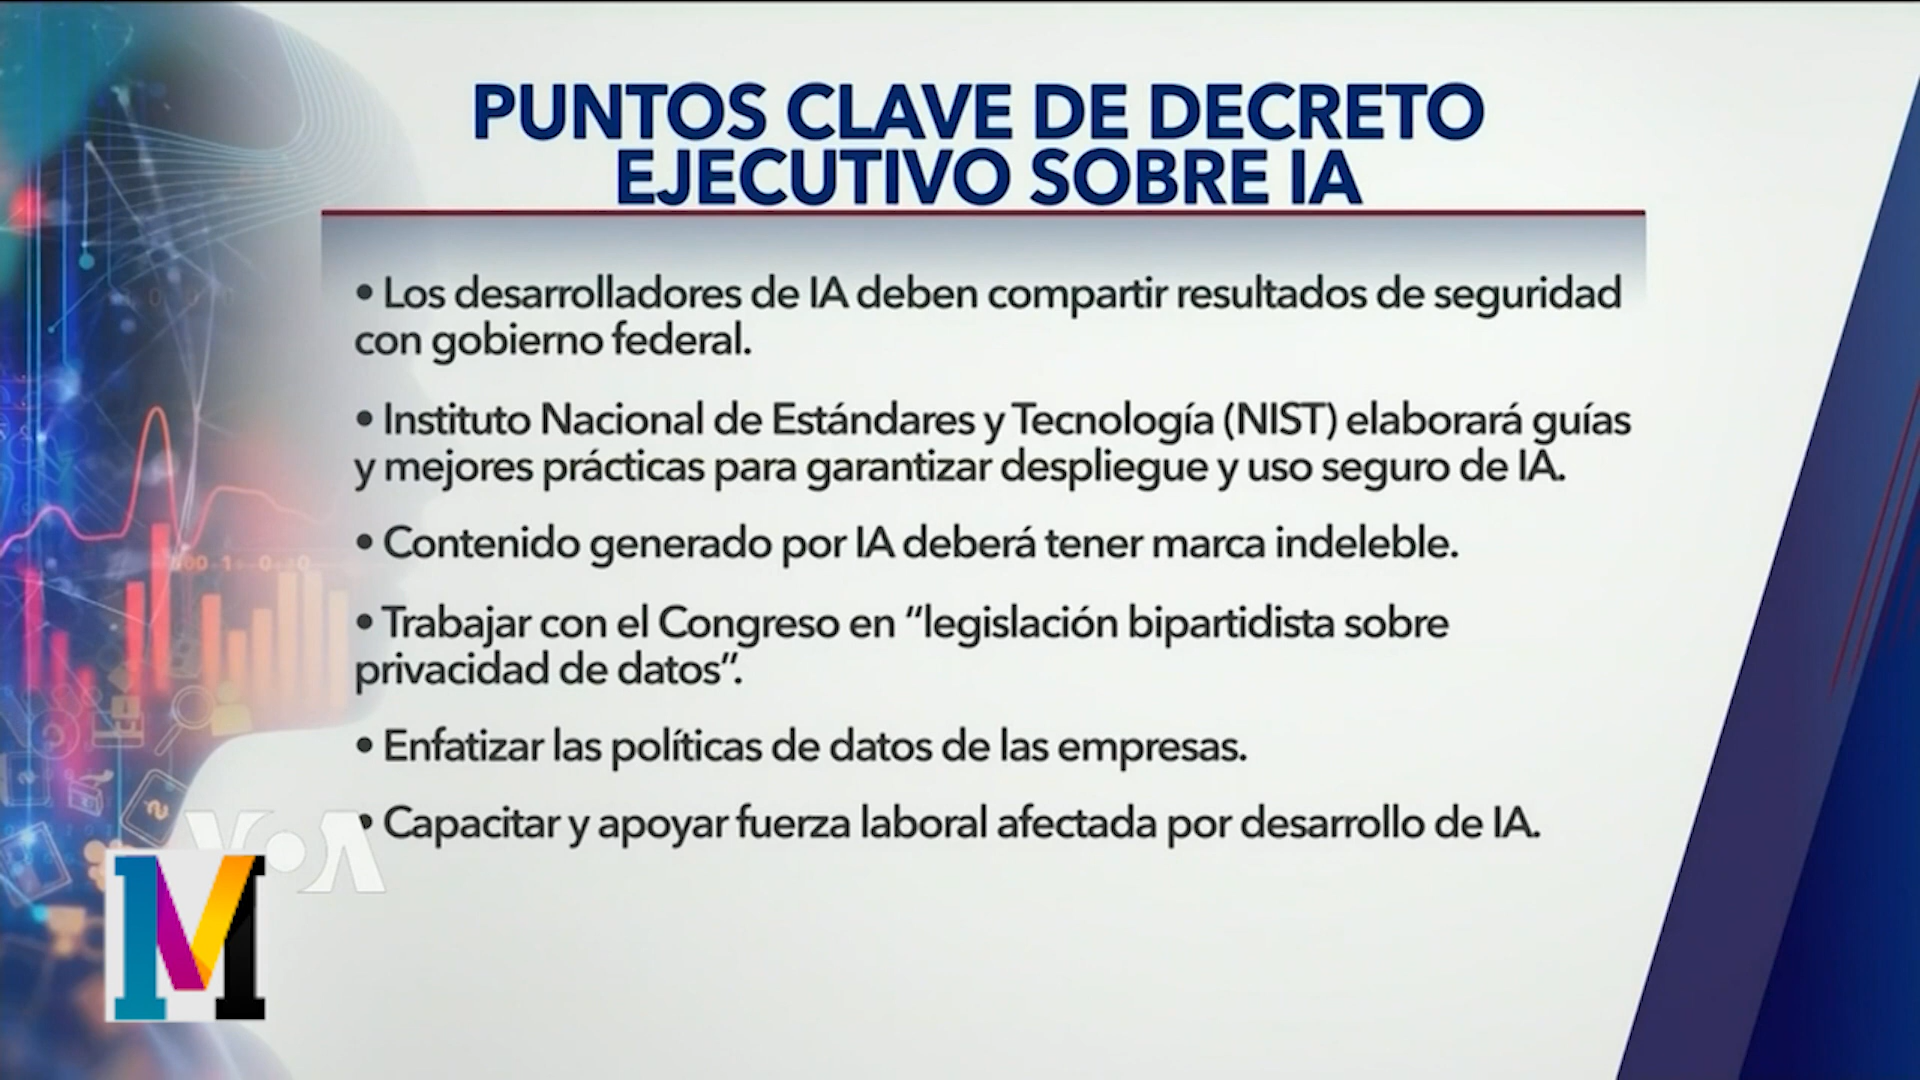 PUNTOS CLAVE DE DECRETO
EJECUTIVO SOBRE IA
• Los desarrolladores de IA deben compartir resultados de seguridad
con gobierno federal.
• Instituto Nacional de Estándares y Tecnología (NIST) elaborará guías
y mejores prácticas para garantizar despliegue y uso seguro de IA.
• Contenido generado por IA deberá tener marca indeleble.
• Trabajar con el Congreso en “legislación bipartidista sobre
privacidad de datos”.
• Enfatizar las políticas de datos de las empresas.
• Capacitar y apoyar fuerza laboral afectada por desarrollo de IA.
VOA
M